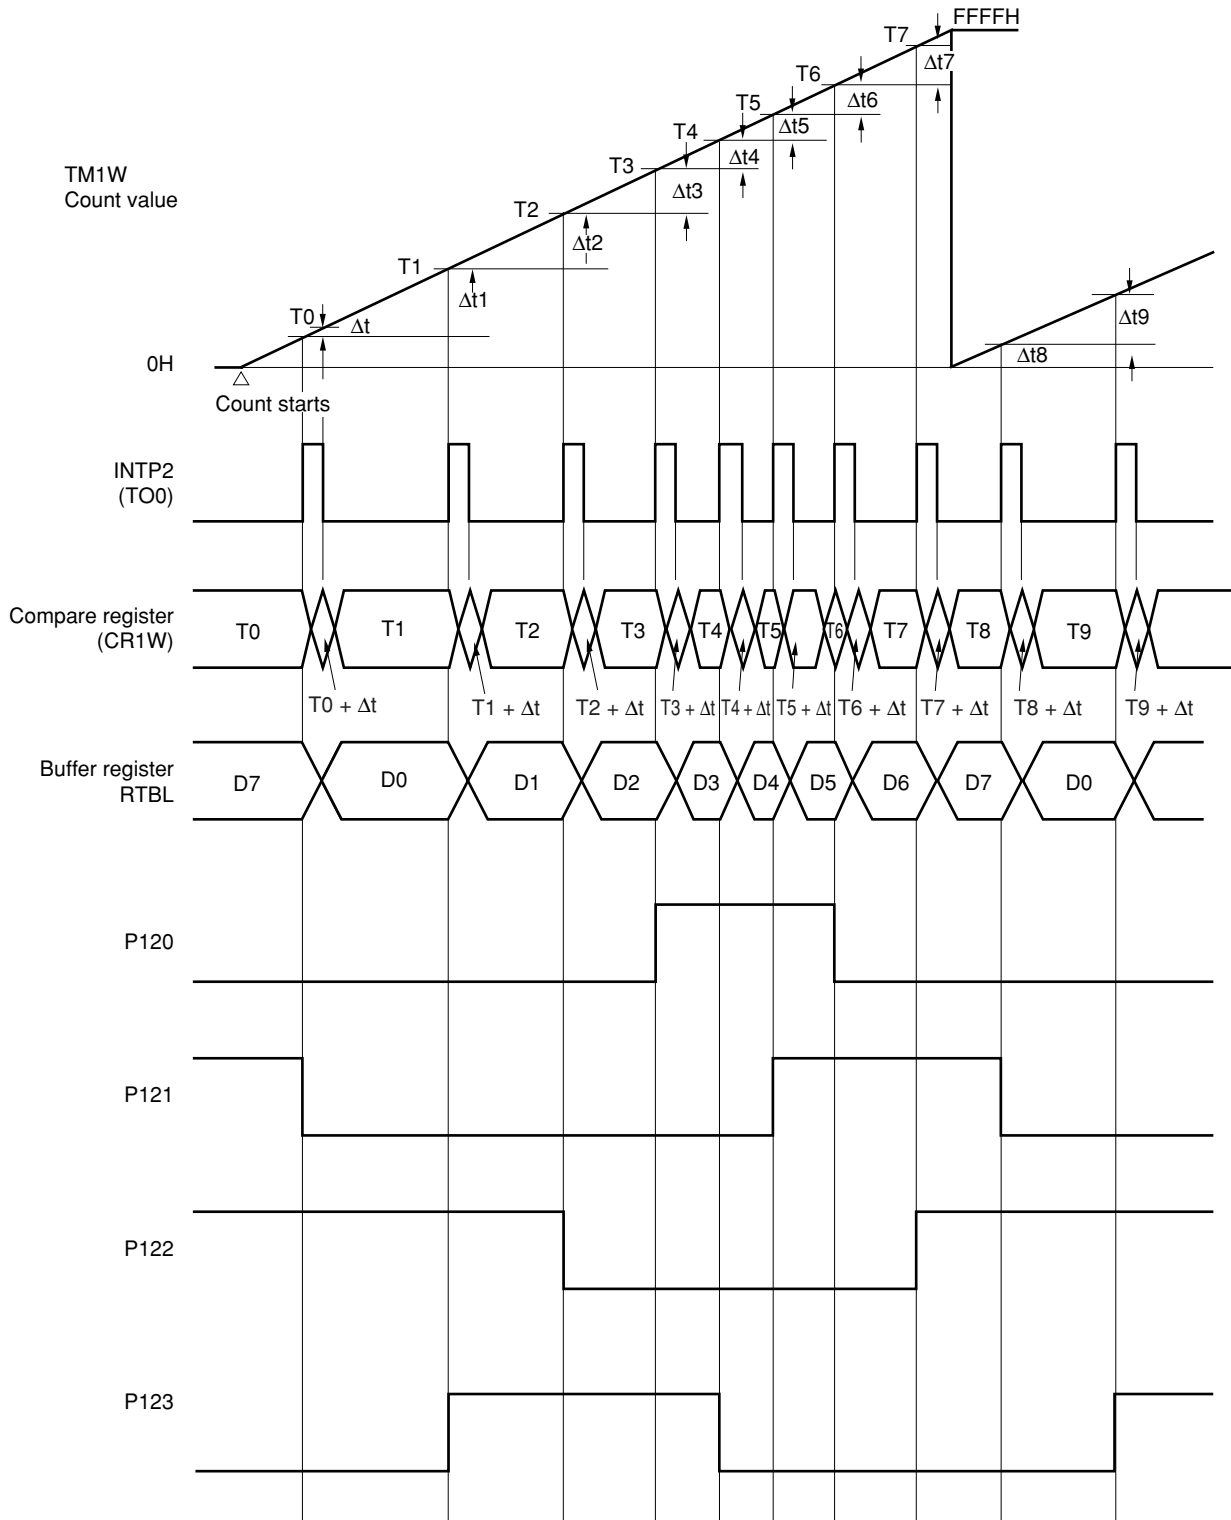 FFFFH
T7
Δt7
T6
Δt6
T5
Δt5
T4
Δt4
T3
Δt3
TM1W
Count value
T2
Δt2
T1
Δt1
T0
Δt
Δt9
Δt8
0H
Count starts
INTP2
(TO0)
Compare register
(CR1W)
T0 T1 T2 T3 T4 T5 T6 T7 T8 T9
T0 + Δt T1 + Δt T2 + Δt T3 + Δt T4 + Δt T5 + Δt T6 + Δt T7 + Δt T8 + Δt T9 + Δt
Buffer register
RTBL
D7 D0 D1 D2 D3 D4 D5 D6 D7 D0
P120
P121
P122
P123